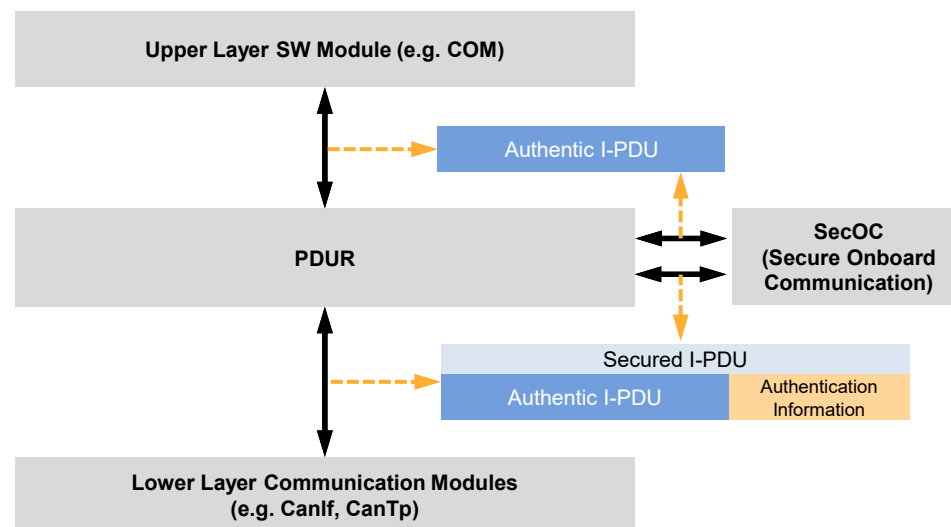 Upper Layer SW Module (e.g. COM)
Authentic I-PDU
PDUR
SecOC
(Secure Onboard
Communication)
Secured I-PDU
Authentic I-PDU
Authentication
Information
Lower Layer Communication Modules
(e.g. CanIf, CanTp)